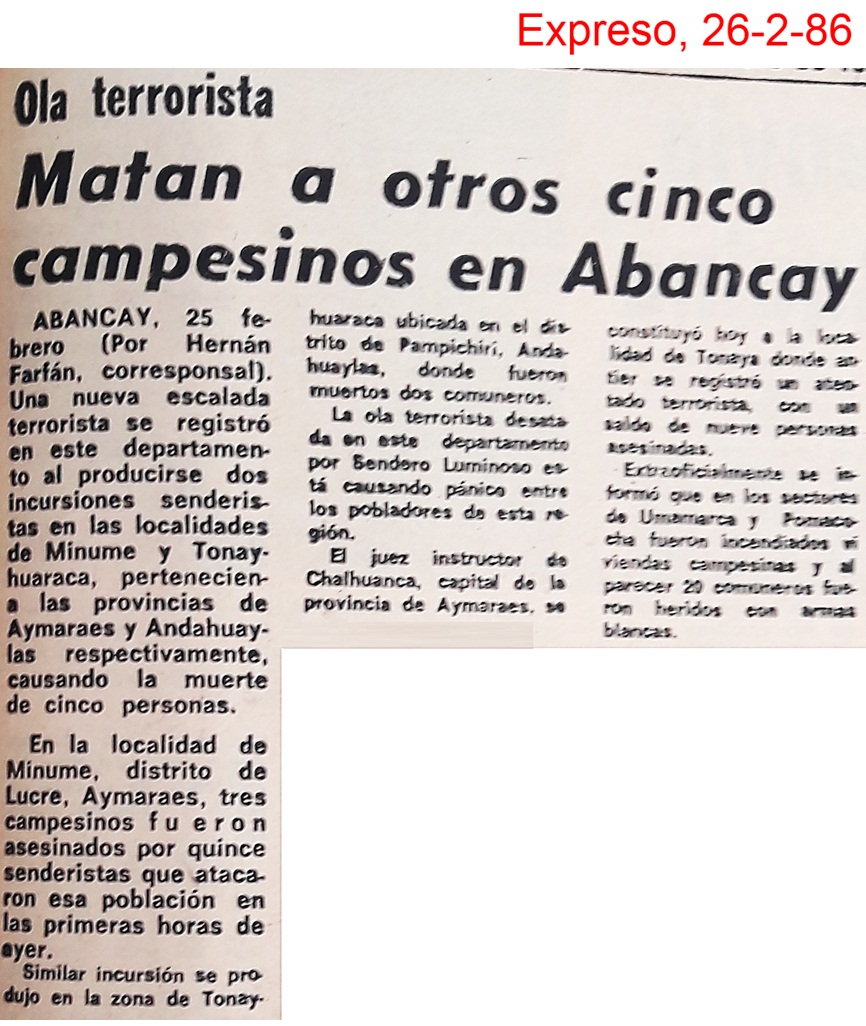 Expreso, 26-2-86
Ola terrorista
Matan a otros cinco
campesinos en Abancay
ABANCAY, 25 fe-
brero (Por Hernán
Farfán, corresponsal).
Una nueva escalada
terrorista se registró
en este departamen-
to al producirse dos
incursiones senderis-
tas en las localidades
de Minume y Tonay-
huaraca, pertenecien-
a las provincias de
Aymaraes y Andahuay-
las respectivamente,
causando la muerte
de cinco personas.
En la localidad de
Minume, distrito de
Lucre, Aymaraes, tres
campesinos fueron
asesinados por quince
senderistas que ataca-
ron esa población en
las primeras horas de
ayer.
Similar incursión se pro-
dujo en la zona de Tonay-
huaraca ubicada en el dis-
trito de Pampichiri, Anda-
huaylas, donde fueron
muertos dos comuneros.
La ola terrorista desata-
da en este departamento
por Sendero Luminoso es-
tá causando pánico entre
los pobladores de esta re-
gión.
El juez instructor de
Chalhuanca, capital de la
provincia de Aymaraes, se
constituyó hoy a la loca-
lidad de Tonaya donde an-
tier se registró un aten-
tado terrorista, con un
saldo de nueve personas
asesinadas.
Extraoficialmente se in-
formó que en los sectores
de Umamarca y Pomaco-
cha fueron incendiados vi
viendas campesinas y al
parecer 20 comuneros fue-
ron heridos con armas
blancas.